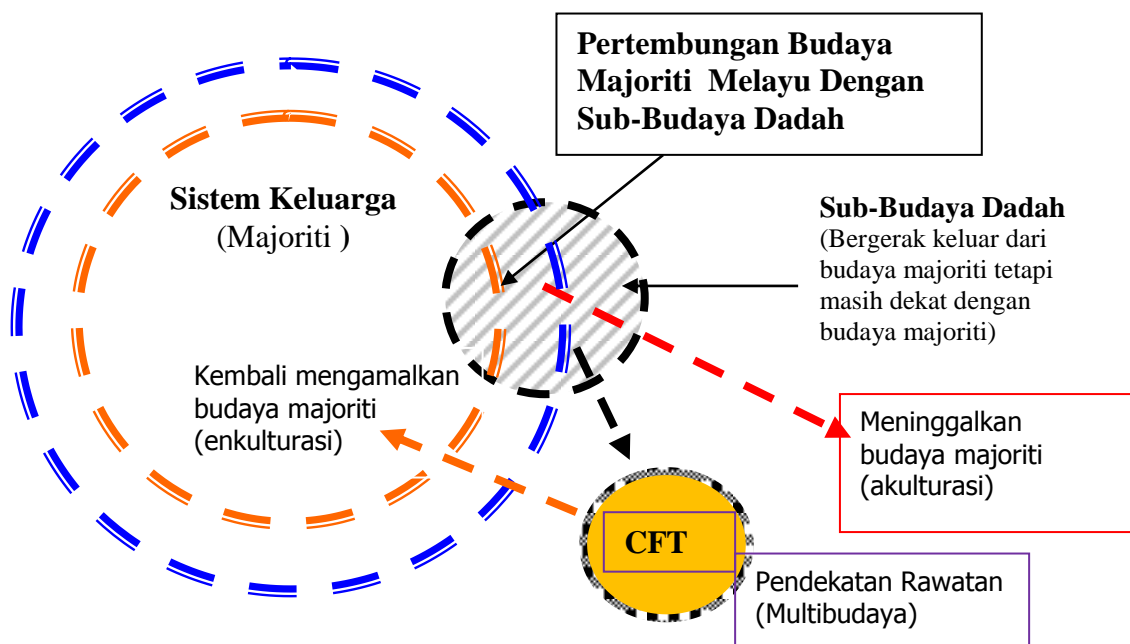 Pertembungan Budaya
Majoriti Melayu Dengan
Sub-Budaya Dadah
Sistem Keluarga
(Majoriti )
Sub-Budaya Dadah
(Bergerak keluar dari
budaya majoriti tetapi
masih dekat dengan
budaya majoriti)
Kembali mengamalkan
budaya majoriti
(enkulturasi)
Meninggalkan
budaya majoriti
(akulturasi)
CFT
Pendekatan Rawatan
(Multibudaya)